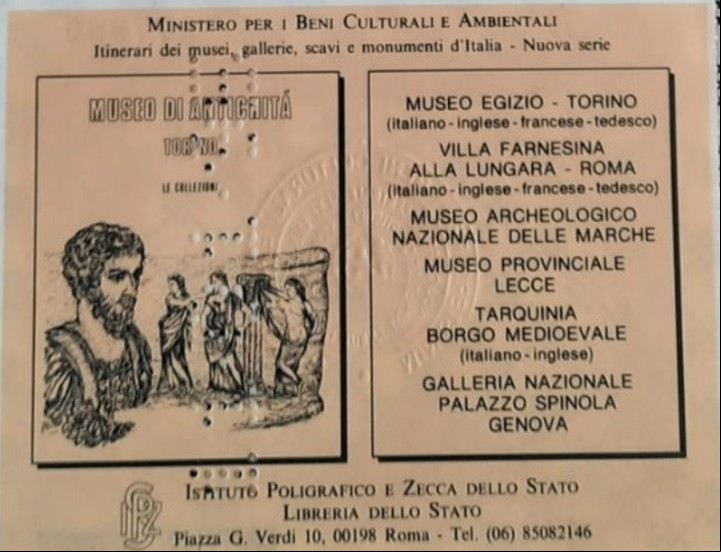 MINISTERO PER I BENI CULTURALI E AMBIENTALI
Itinerari dei musei, gallerie, scavi e monumenti d'Italia - Nuova serie
MUSEO DI ANTICHITÁ
TORINO
LE COLLEZIONI
MUSEO EGIZIO - TORINO
(italiano - inglese - francese - tedesco)
VILLA FARNESINA
ALLA LUNGARA - ROMA
(italiano - inglese - francese - tedesco)
MUSEO ARCHEOLOGICO
NAZIONALE DELLE MARCHE
MUSEO PROVINCIALE
LECCE
TARQUINIA
BORGO MEDIOEVALE
(italiano - inglese)
GALLERIA NAZIONALE
PALAZZO SPINOLA
GENOVA
ISTITUTO POLIGRAFICO E ZECCA DELLO STATO
LIBRERIA DELLO STATO
Piazza G. Verdi 10, 00198 Roma - Tel. (06) 85082146